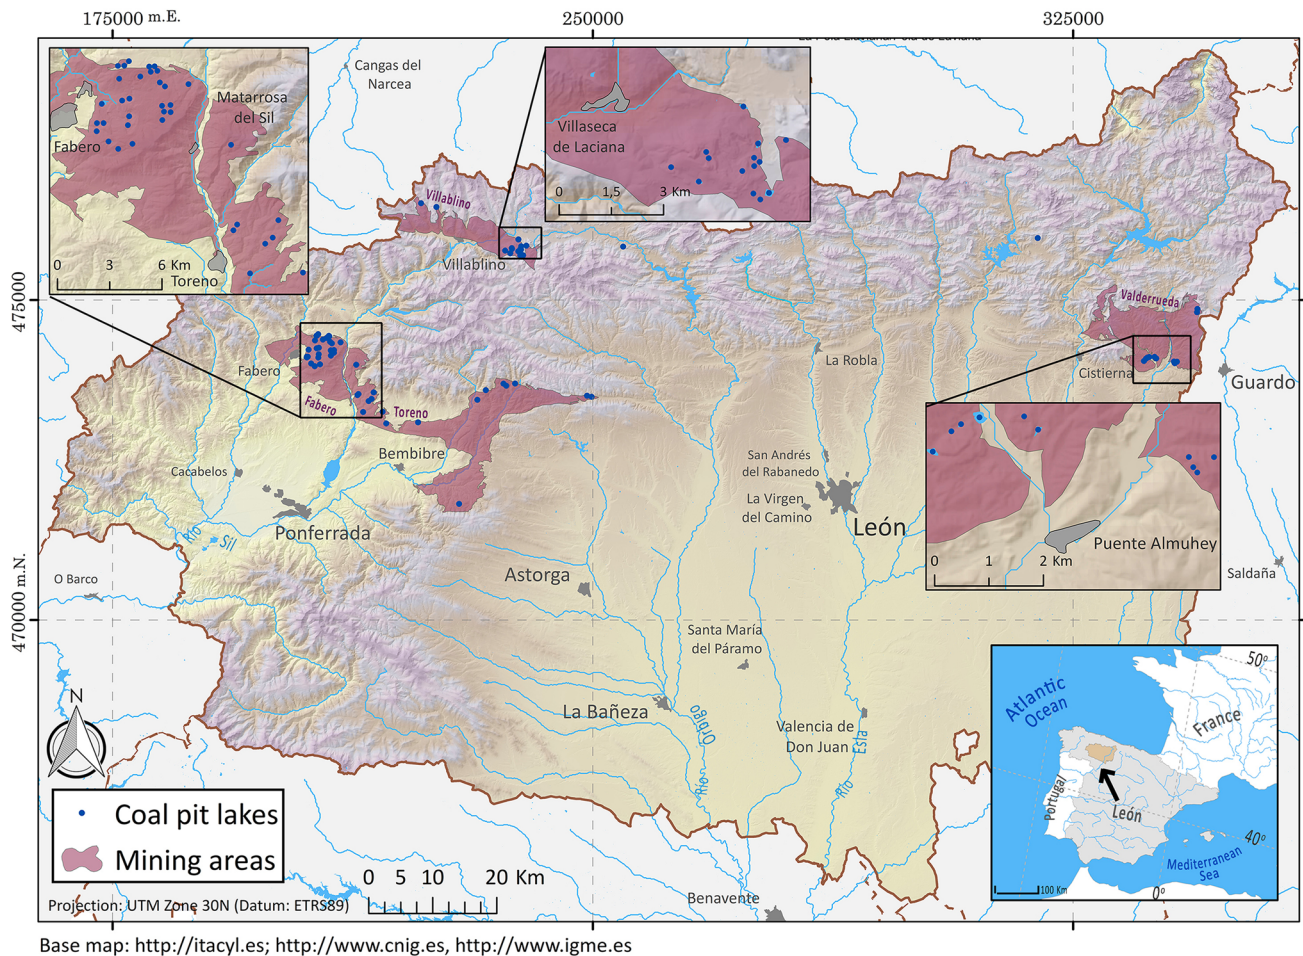 175000 m.E.
250000
325000
Cangas del
Narcea
Matarrosa
del Sil
Fabero
0
3
6 Km
Toreno
Villaseca
de Laciana
0
1,5
3 Km
Villablino
Villablino
475000
Valderrueda
La Robla
Cistierna
Guardo
Fabero
Fabero
Toreno
Bembibre
Cacabelos
San Andrés
del Rabanedo
La Virgen
del Camino
León
Ponferrada
Río
Sil
Puente Almuhey
0
1
2 Km
O Barco
Astorga
Saldaña
470000 m.N.
Santa María
del Páramo
La Bañeza
Orbigo
Río
Valencia de
Don Juan
Esla
Río
N
Atlantic
Ocean
50º
France
Portugal
León
40º
Mediterranean
Sea
100 Km
0º
Coal pit lakes
Mining areas
0 5 10 20 Km
Benavente
Projection: UTM Zone 30N (Datum: ETRS89)
Base map: http://itacyl.es; http://www.cnig.es, http://www.igme.es